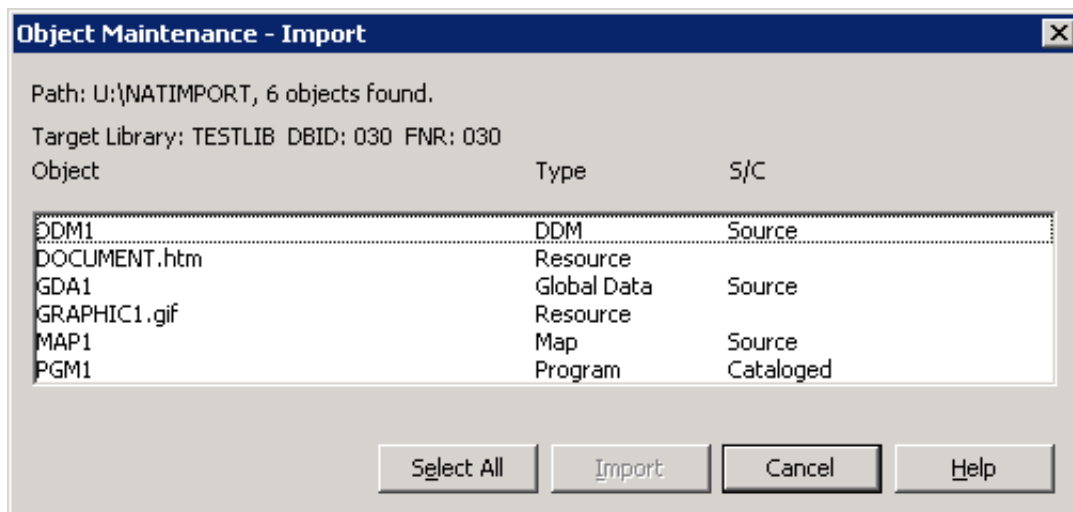 Object Maintenance - Import
Path: U:\NATIMPORT, 6 objects found.
Target Library: TESTLIB DBID: 030 FNR: 030
Object Type S/C
DDM1 DDM Source
DOCUMENT.htm Resource
GDA1 Global Data Source
GRAPHIC1.gif Resource
MAP1 Map Source
PGM1 Program Cataloged
Select All Import Cancel Help